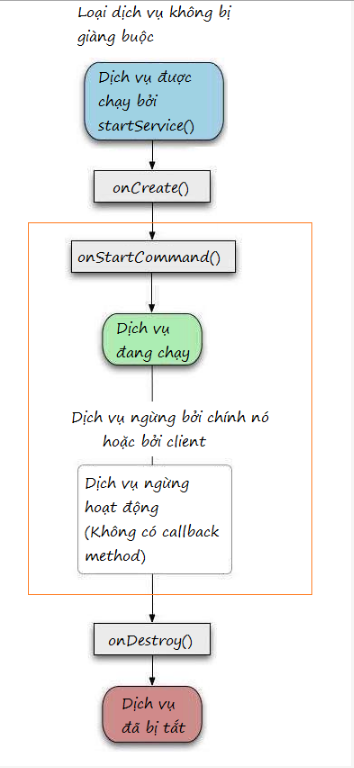 Loại dịch vụ không bị
giàng buộc
Dịch vụ được
chạy bởi
startService()
onCreate()
onStartCommand()
Dịch vụ
đang chạy
Dịch vụ ngừng bởi chính nó
hoặc bởi client
Dịch vụ ngừng
hoạt động
(Không có callback
method)
onDestroy()
Dịch vụ
đã bị tắt